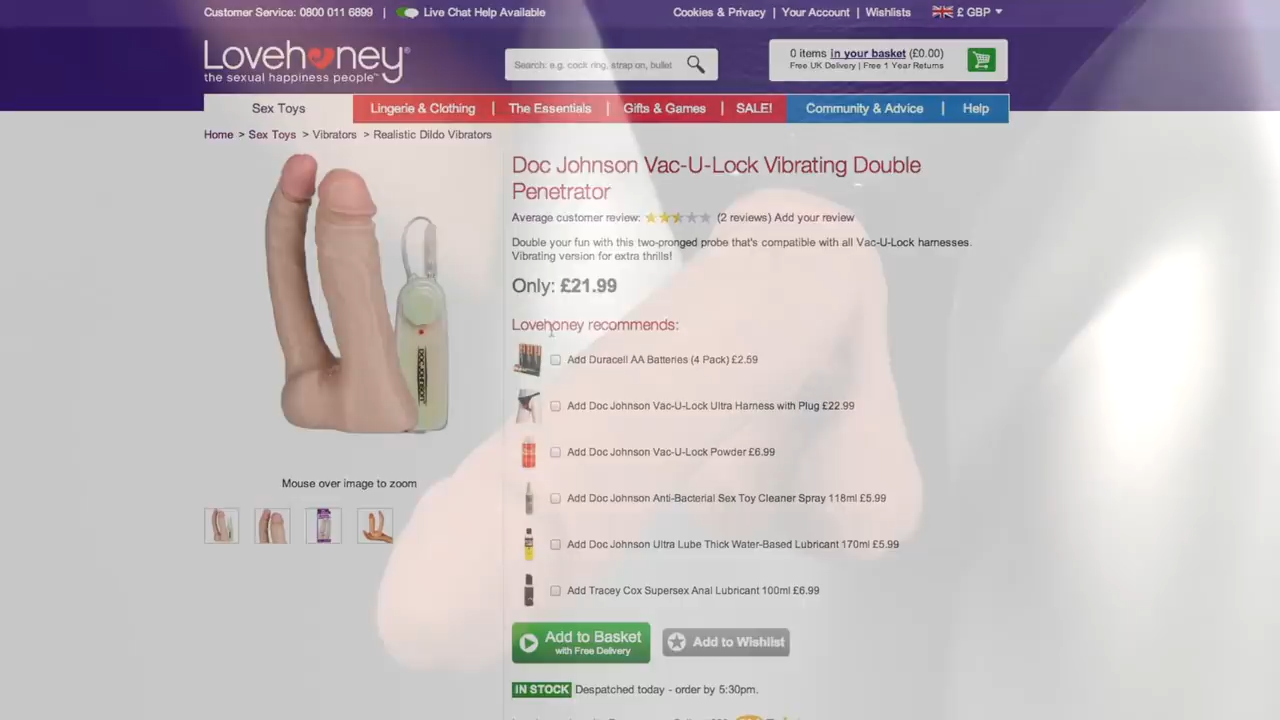 Customer Service: 0800 011 6899 | Live Chat Help Available
Cookies & Privacy | Your Account | Wishlists
£ GBP
Lovehoney®
the sexual happiness people™
Search: e.g. cock ring, strap on, bullet
0 items in your basket (£0.00)
Free UK Delivery | Free 1 Year Returns
Sex Toys
Lingerie & Clothing | The Essentials | Gifts & Games | SALE!
Community & Advice | Help
Home > Sex Toys > Vibrators > Realistic Dildo Vibrators
Doc Johnson Vac-U-Lock Vibrating Double
Penetrator
Average customer review: (2 reviews) Add your review
Double your fun with this two-pronged probe that's compatible with all Vac-U-Lock harnesses.
Vibrating version for extra thrills!
Only: £21.99
Lovehoney recommends:
Add Duracell AA Batteries (4 Pack) £2.59
Add Doc Johnson Vac-U-Lock Ultra Harness with Plug £22.99
Add Doc Johnson Vac-U-Lock Powder £6.99
Add Doc Johnson Anti-Bacterial Sex Toy Cleaner Spray 118ml £5.99
Add Doc Johnson Ultra Lube Thick Water-Based Lubricant 170ml £5.99
Add Tracey Cox Supersex Anal Lubricant 100ml £6.99
DOC JOHNSON
Mouse over image to zoom
Add to Basket
with Free Delivery
Add to Wishlist
IN STOCK Despatched today - order by 5:30pm.